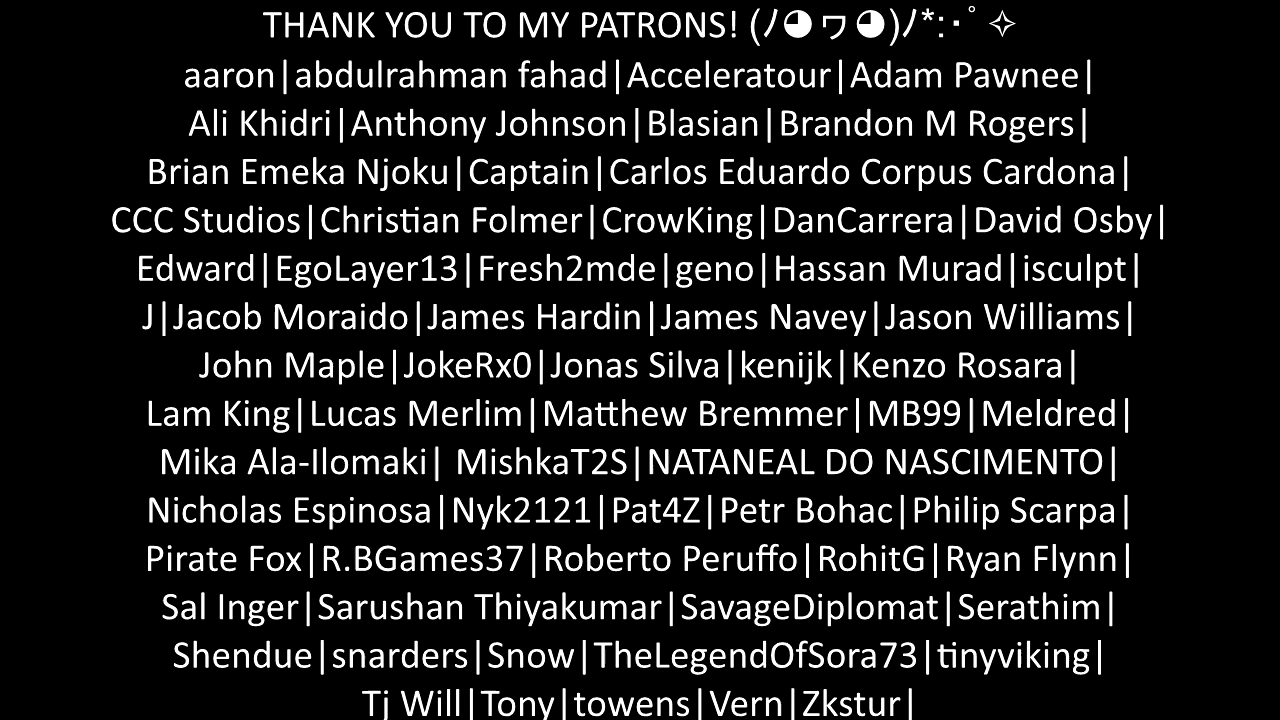 THANK YOU TO MY PATRONS! (ﾉ◕ヮ◕)ﾉ*:･ﾟ✧
aaron|abdulrahman fahad|Acceleratour|Adam Pawnee|
Ali Khidri|Anthony Johnson|Blasian|Brandon M Rogers|
Brian Emeka Njoku|Captain|Carlos Eduardo Corpus Cardona|
CCC Studios|Christian Folmer|CrowKing|DanCarrera|David Osby|
Edward|EgoLayer13|Fresh2mde|geno|Hassan Murad|isculpt|
J|Jacob Moraido|James Hardin|James Navey|Jason Williams|
John Maple|JokeRx0|Jonas Silva|kenijk|Kenzo Rosara|
Lam King|Lucas Merlim|Matthew Bremmer|MB99|Meldred|
Mika Ala-Ilomaki| MishkaT2S|NATANEAL DO NASCIMENTO|
Nicholas Espinosa|Nyk2121|Pat4Z|Petr Bohac|Philip Scarpa|
Pirate Fox|R.BGames37|Roberto Peruffo|RohitG|Ryan Flynn|
Sal Inger|Sarushan Thiyakumar|SavageDiplomat|Serathim|
Shendue|snarders|Snow|TheLegendOfSora73|tinyviking|
Tj Will|Tony|towens|Vern|Zkstur|